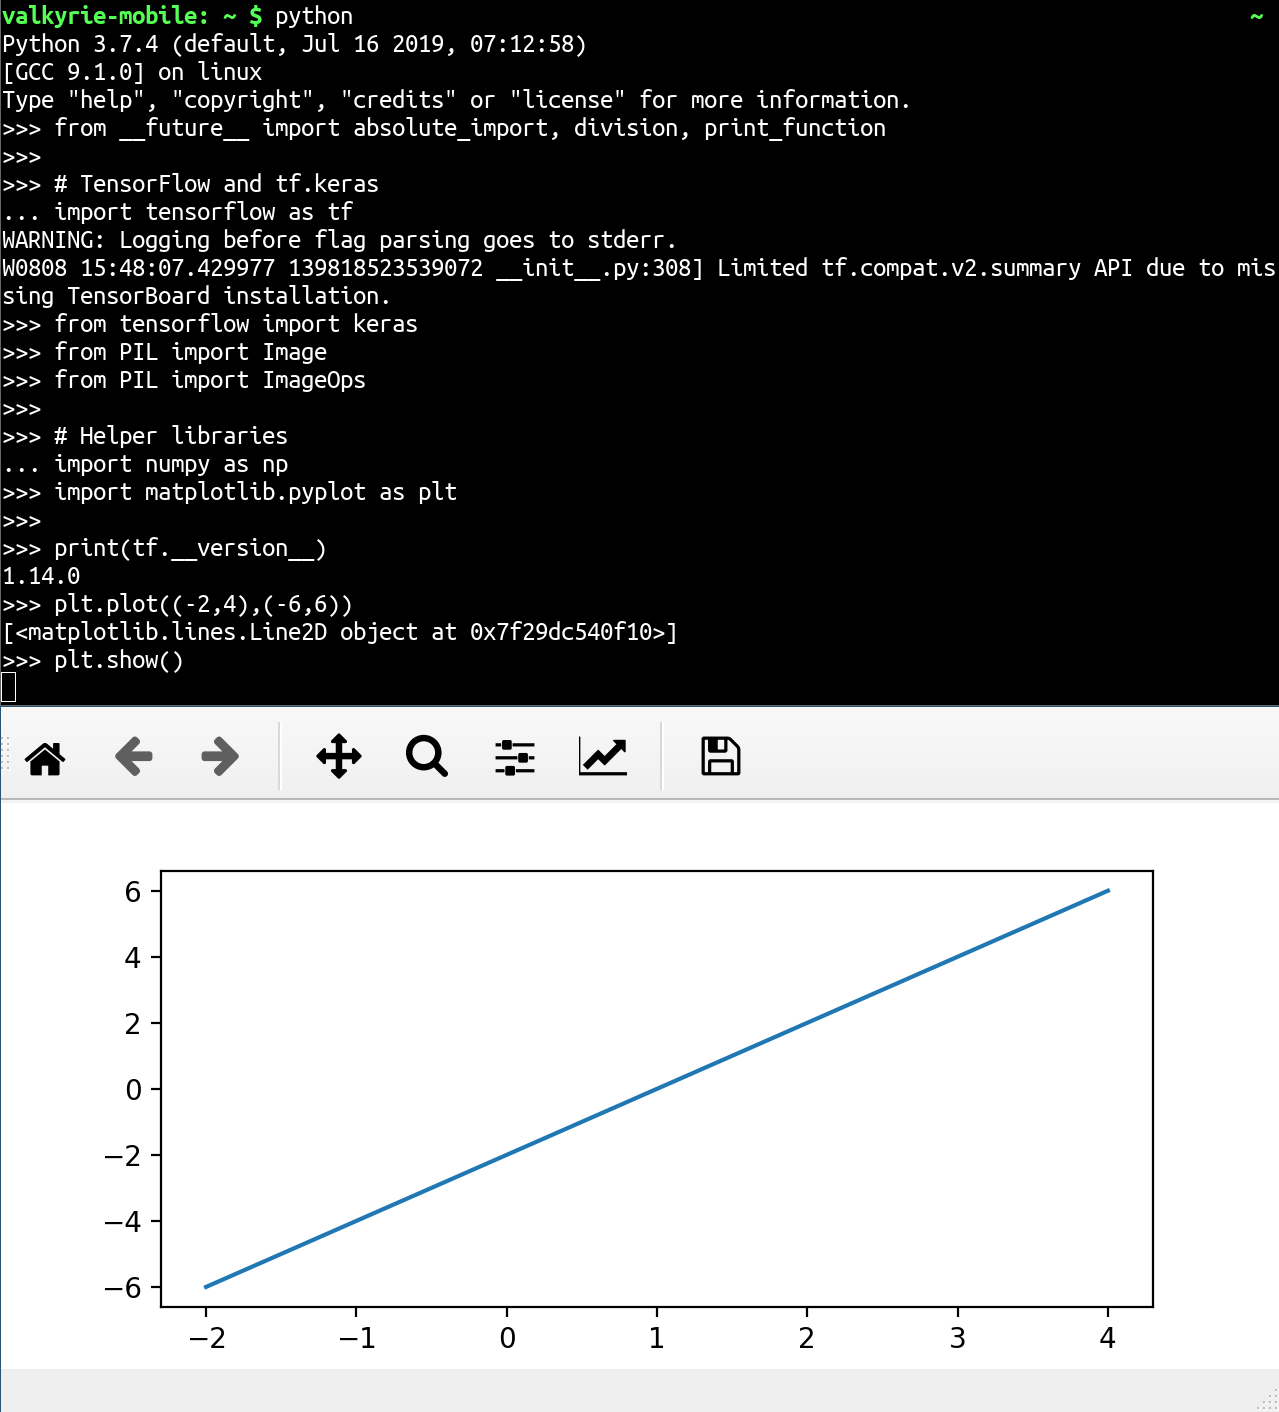 valkyrie-mobile: ~ $ python ~
Python 3.7.4 (default, Jul 16 2019, 07:12:58)
[GCC 9.1.0] on linux
Type "help", "copyright", "credits" or "license" for more information.
>>> from __future__ import absolute_import, division, print_function
>>>
>>> # TensorFlow and tf.keras
... import tensorflow as tf
WARNING: Logging before flag parsing goes to stderr.
W0808 15:48:07.429977 139818523539072 __init__.py:308] Limited tf.compat.v2.summary API due to mis
sing TensorBoard installation.
>>> from tensorflow import keras
>>> from PIL import Image
>>> from PIL import ImageOps
>>>
>>> # Helper libraries
... import numpy as np
>>> import matplotlib.pyplot as plt
>>>
>>> print(tf.__version__)
1.14.0
>>> plt.plot((-2,4),(-6,6))
[<matplotlib.lines.Line2D object at 0x7f29dc540f10>]
>>> plt.show()
6
4
2
0
−2
−4
−6
−2 −1 0 1 2 3 4